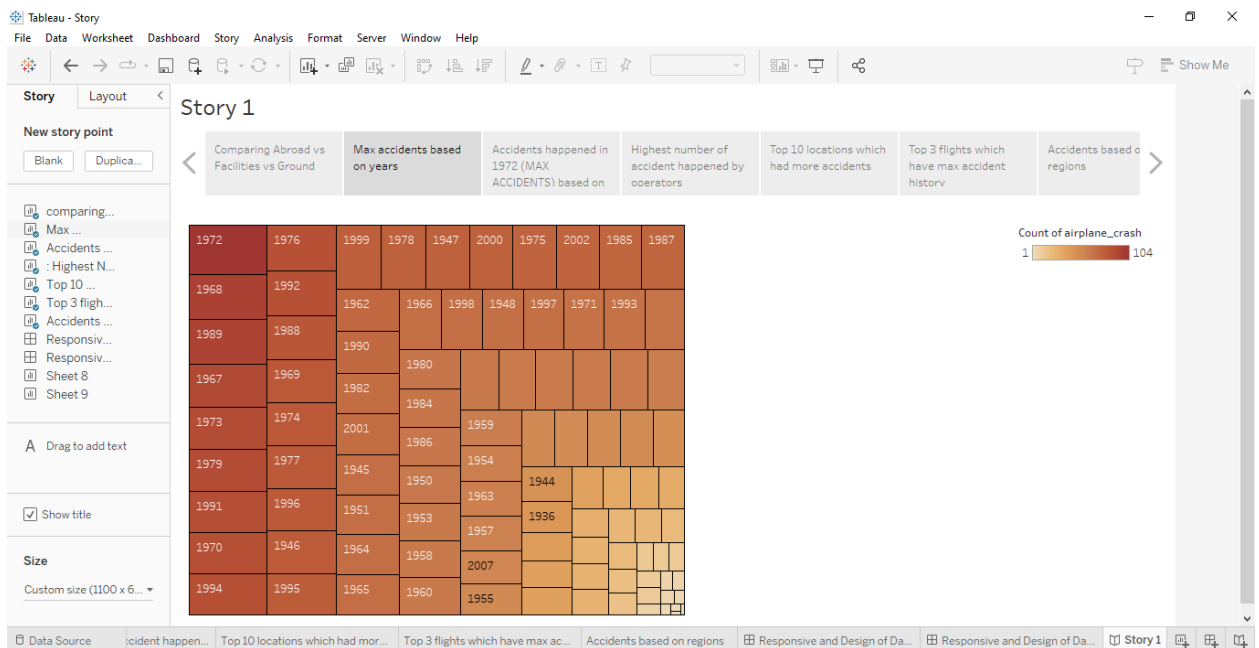 Tableau - Story
File Data Worksheet Dashboard Story Analysis Format Server Window Help
Show Me
Story Layout
New story point
Blank Duplica...
comparing...
Max ...
Accidents ...
: Highest N...
Top 10 ...
Top 3 fligh...
Accidents ...
Responsiv...
Responsiv...
Sheet 8
Sheet 9
A Drag to add text
Show title
Size
Custom size (1100 x 6...
Story 1
Comparing Abroad vs
Facilities vs Ground
Max accidents based
on years
Accidents happened in
1972 (MAX
ACCIDENTS) based on
Highest number of
accident happened by
operators
Top 10 locations which
had more accidents
Top 3 flights which
have max accident
history
Accidents based o
regions
1972
1968
1989
1967
1973
1979
1991
1970
1994
1976
1992
1988
1969
1974
1977
1996
1946
1995
1999 1978 1947 2000 1975 2002 1985 1987
1962
1990
1982
2001
1945
1951
1964
1965
1966 1998 1948 1997 1971 1993
1980
1984
1986
1950
1953
1958
1960
1959
1954
1963
1957
2007
1955
1944
1936
Count of airplane_crash
1 104
Data Source
ccident happen...
Top 10 locations which had mor...
Top 3 flights which have max ac...
Accidents based on regions
Responsive and Design of Da...
Responsive and Design of Da...
Story 1